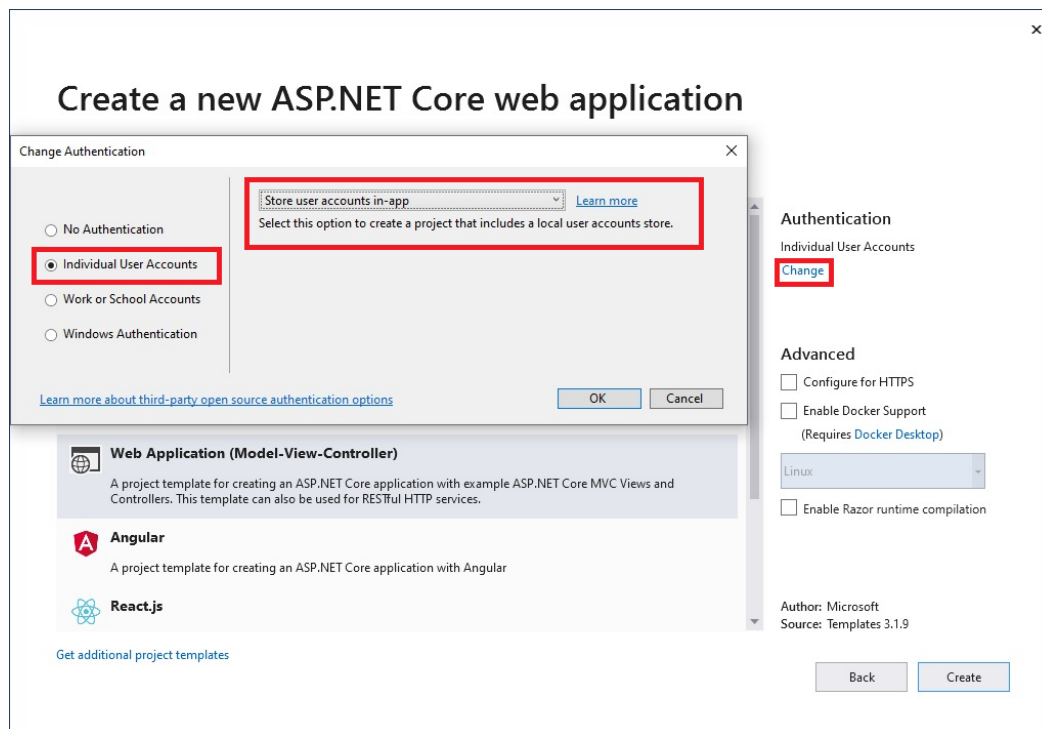 Create a new ASP.NET Core web application
Change Authentication
No Authentication
Individual User Accounts
Work or School Accounts
Windows Authentication
Store user accounts in-app
Learn more
Select this option to create a project that includes a local user accounts store.
Learn more about third-party open source authentication options
OK
Cancel
Web Application (Model-View-Controller)
A project template for creating an ASP.NET Core application with example ASP.NET Core MVC Views and
Controllers. This template can also be used for RESTful HTTP services.
Angular
A project template for creating an ASP.NET Core application with Angular
React.js
Get additional project templates
Authentication
Individual User Accounts
Change
Advanced
Configure for HTTPS
Enable Docker Support
(Requires Docker Desktop)
Linux
Enable Razor runtime compilation
Author: Microsoft
Source: Templates 3.1.9
Back
Create